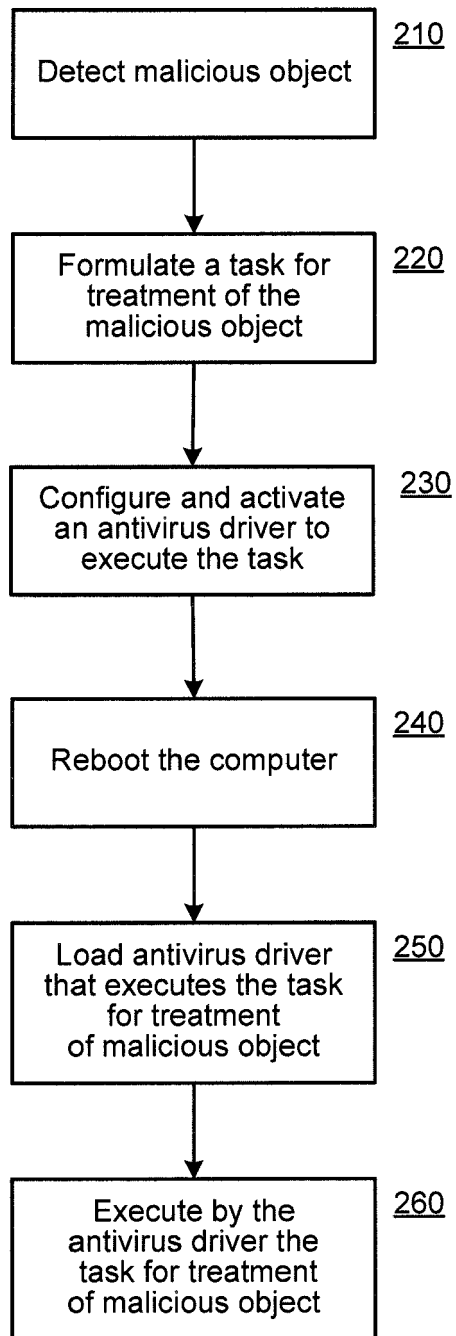 210
Detect malicious object
220
Formulate a task for
treatment of the
malicious object
230
Configure and activate
an antivirus driver to
execute the task
240
Reboot the computer
250
Load antivirus driver
that executes the task
for treatment
of malicious object
260
Execute by the
antivirus driver the
task for treatment
of malicious object